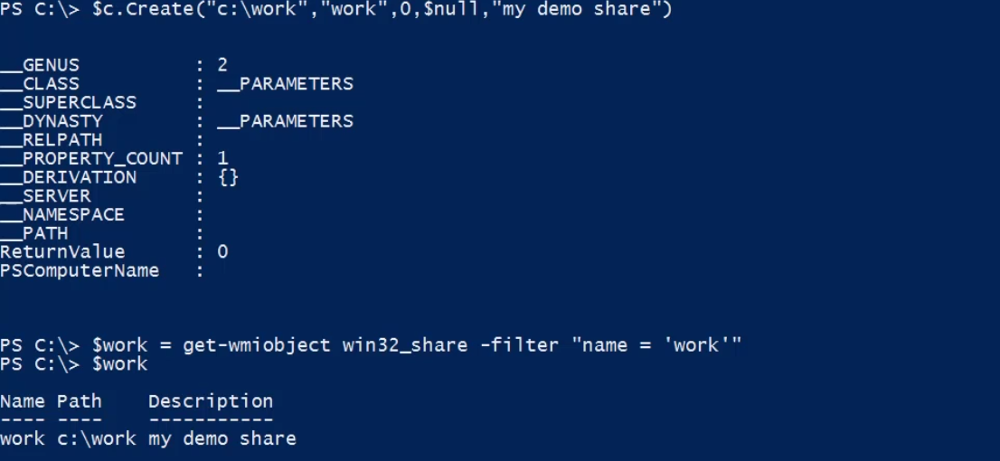 PS C:\> $c.Create("c:\work","work",0,$null,"my demo share")
__GENUS : 2
__CLASS : __PARAMETERS
__SUPERCLASS :
__DYNASTY : __PARAMETERS
__RELPATH :
__PROPERTY_COUNT : 1
__DERIVATION : {}
__SERVER :
__NAMESPACE :
__PATH :
ReturnValue : 0
PSComputerName :
PS C:\> $work = get-wmiobject win32_share -filter "name = 'work'"
PS C:\> $work
Name Path Description
---- ---- -----------
work c:\work my demo share